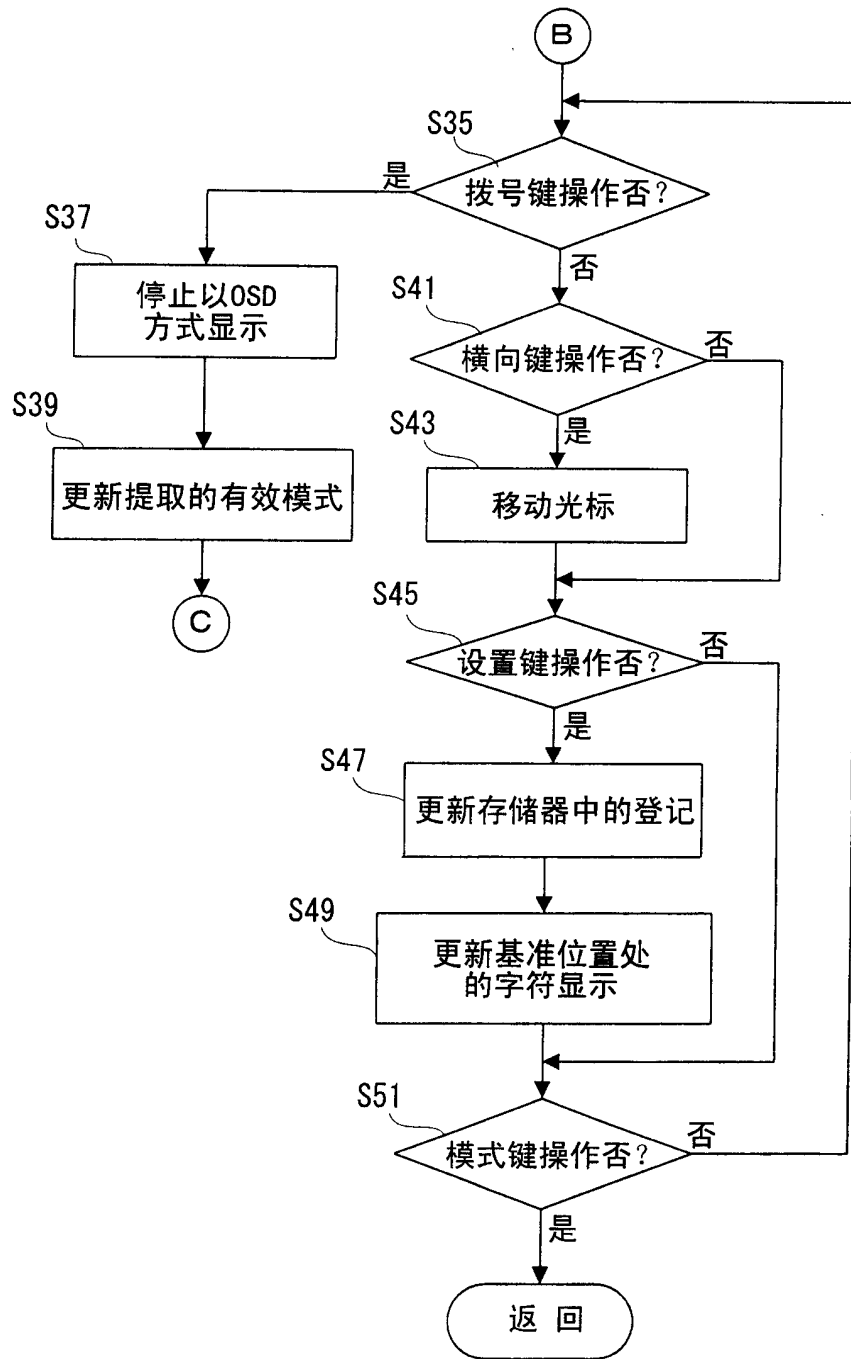 B
S35
拨号键操作否？
是
否
S37
停止以OSD
方式显示
S41
横向键操作否？
否
是
S39
更新提取的有效模式
S43
移动光标
C
S45
设置键操作否？
否
是
S47
更新存储器中的登记
S49
更新基准位置处
的字符显示
S51
模式键操作否？
否
是
返回